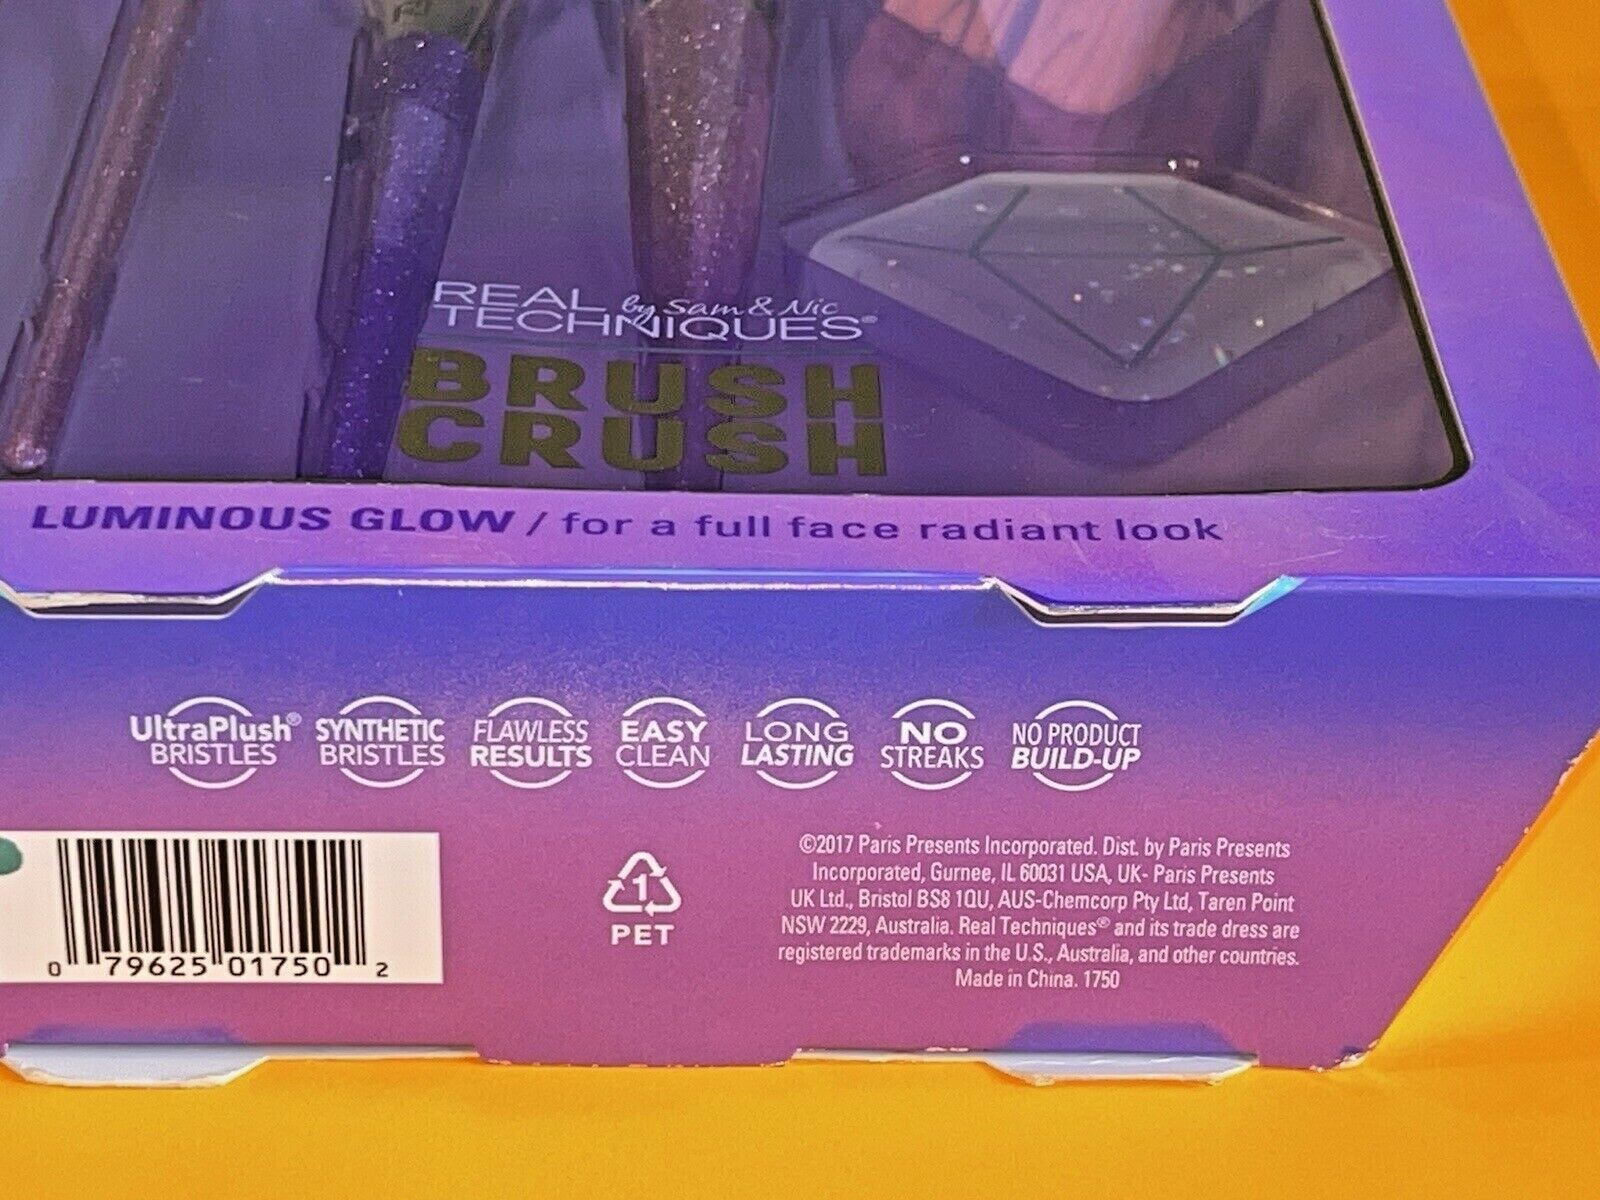 REAL by Sam & Nic
TECHNIQUES®
BRUSH
CRUSH
LUMINOUS GLOW / for a full face radiant look
UltraPlush® BRISTLES
SYNTHETIC BRISTLES
FLAWLESS RESULTS
EASY CLEAN
LONG LASTING
NO STREAKS
NO PRODUCT BUILD-UP
0 79625 01750 2
1
PET
©2017 Paris Presents Incorporated. Dist. by Paris Presents
Incorporated, Gurnee, IL 60031 USA, UK- Paris Presents
UK Ltd., Bristol BS8 1QU, AUS-Chemcorp Pty Ltd, Taren Point
NSW 2229, Australia. Real Techniques® and its trade dress are
registered trademarks in the U.S., Australia, and other countries.
Made in China. 1750